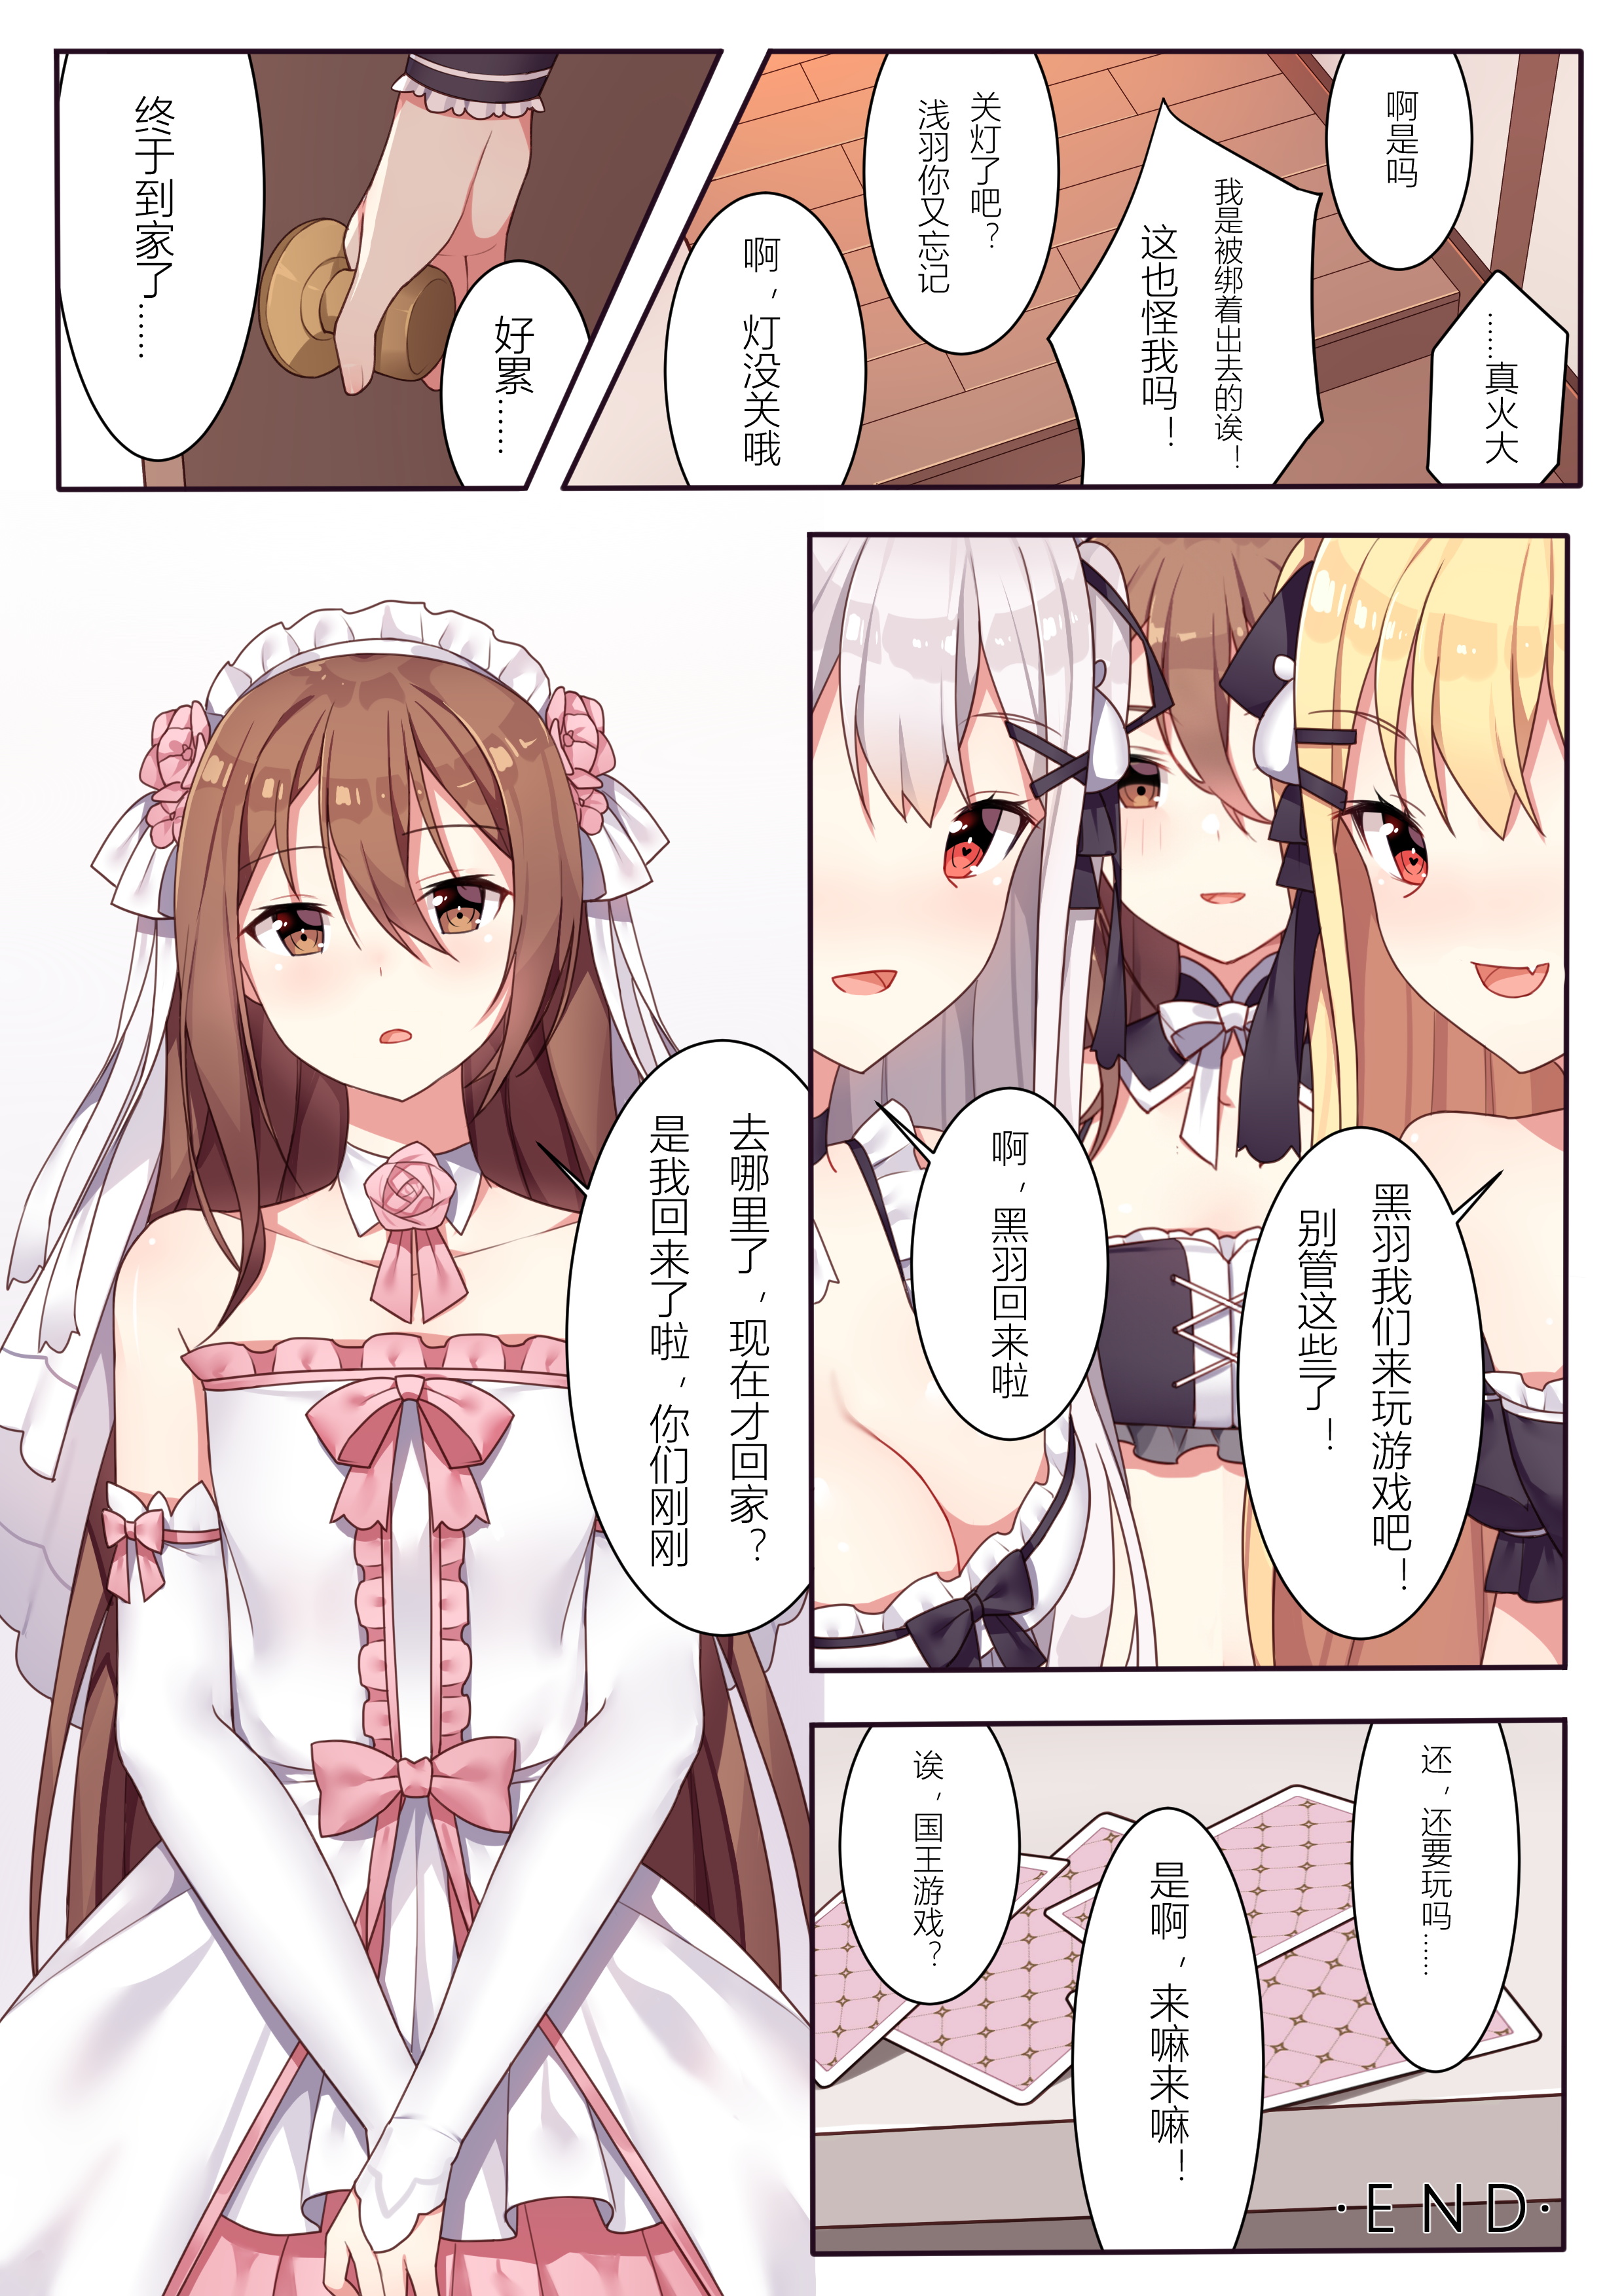 终于到家了……
好累……
啊，灯没关哦
浅羽你又忘记
关灯了吧？
这也怪我吗！
我是被绑着出去的诶！
啊是吗
……真火大
是我回来了啦，你们刚刚
去哪里了，现在才回家？
啊，黑羽回来啦
别管这些了！
黑羽我们来玩游戏吧！
诶，国王游戏？
是啊，来嘛来嘛！
还，还要玩吗……
·END·